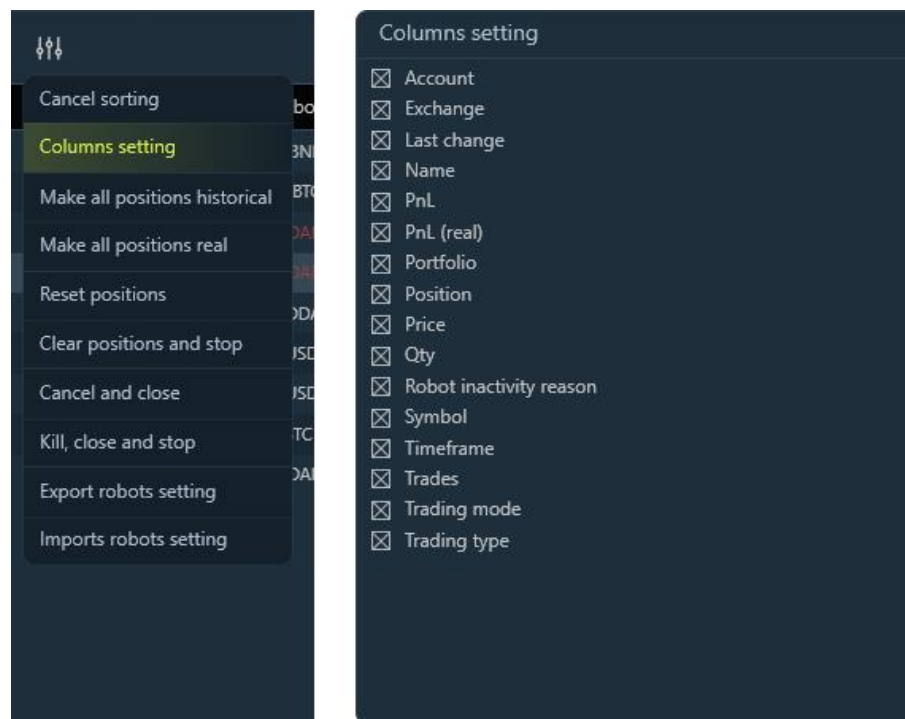 Cancel sorting
Columns setting
Make all positions historical
Make all positions real
Reset positions
Clear positions and stop
Cancel and close
Kill, close and stop
Export robots setting
Imports robots setting
Columns setting
Account
Exchange
Last change
Name
PnL
PnL (real)
Portfolio
Position
Price
Qty
Robot inactivity reason
Symbol
Timeframe
Trades
Trading mode
Trading type